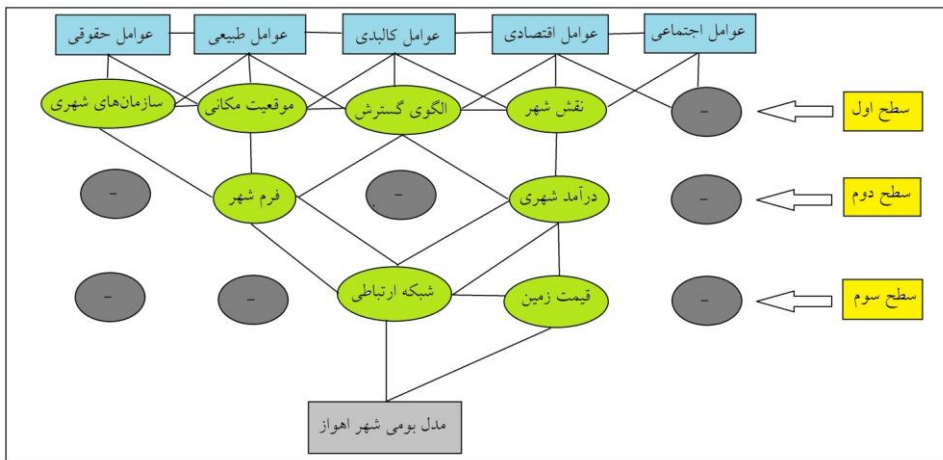 عوامل اجتماعی
عوامل اقتصادی
عوامل کالبدی
عوامل طبیعی
عوامل حقوقی
سطح اول
-
نقش شهر
الگوی گسترش
موقعیت مکانی
سازمان‌های شهری
سطح دوم
-
درآمد شهری
-
فرم شهر
-
سطح سوم
-
قیمت زمین
شبکه ارتباطی
-
-
مدل بومی شهر اهواز